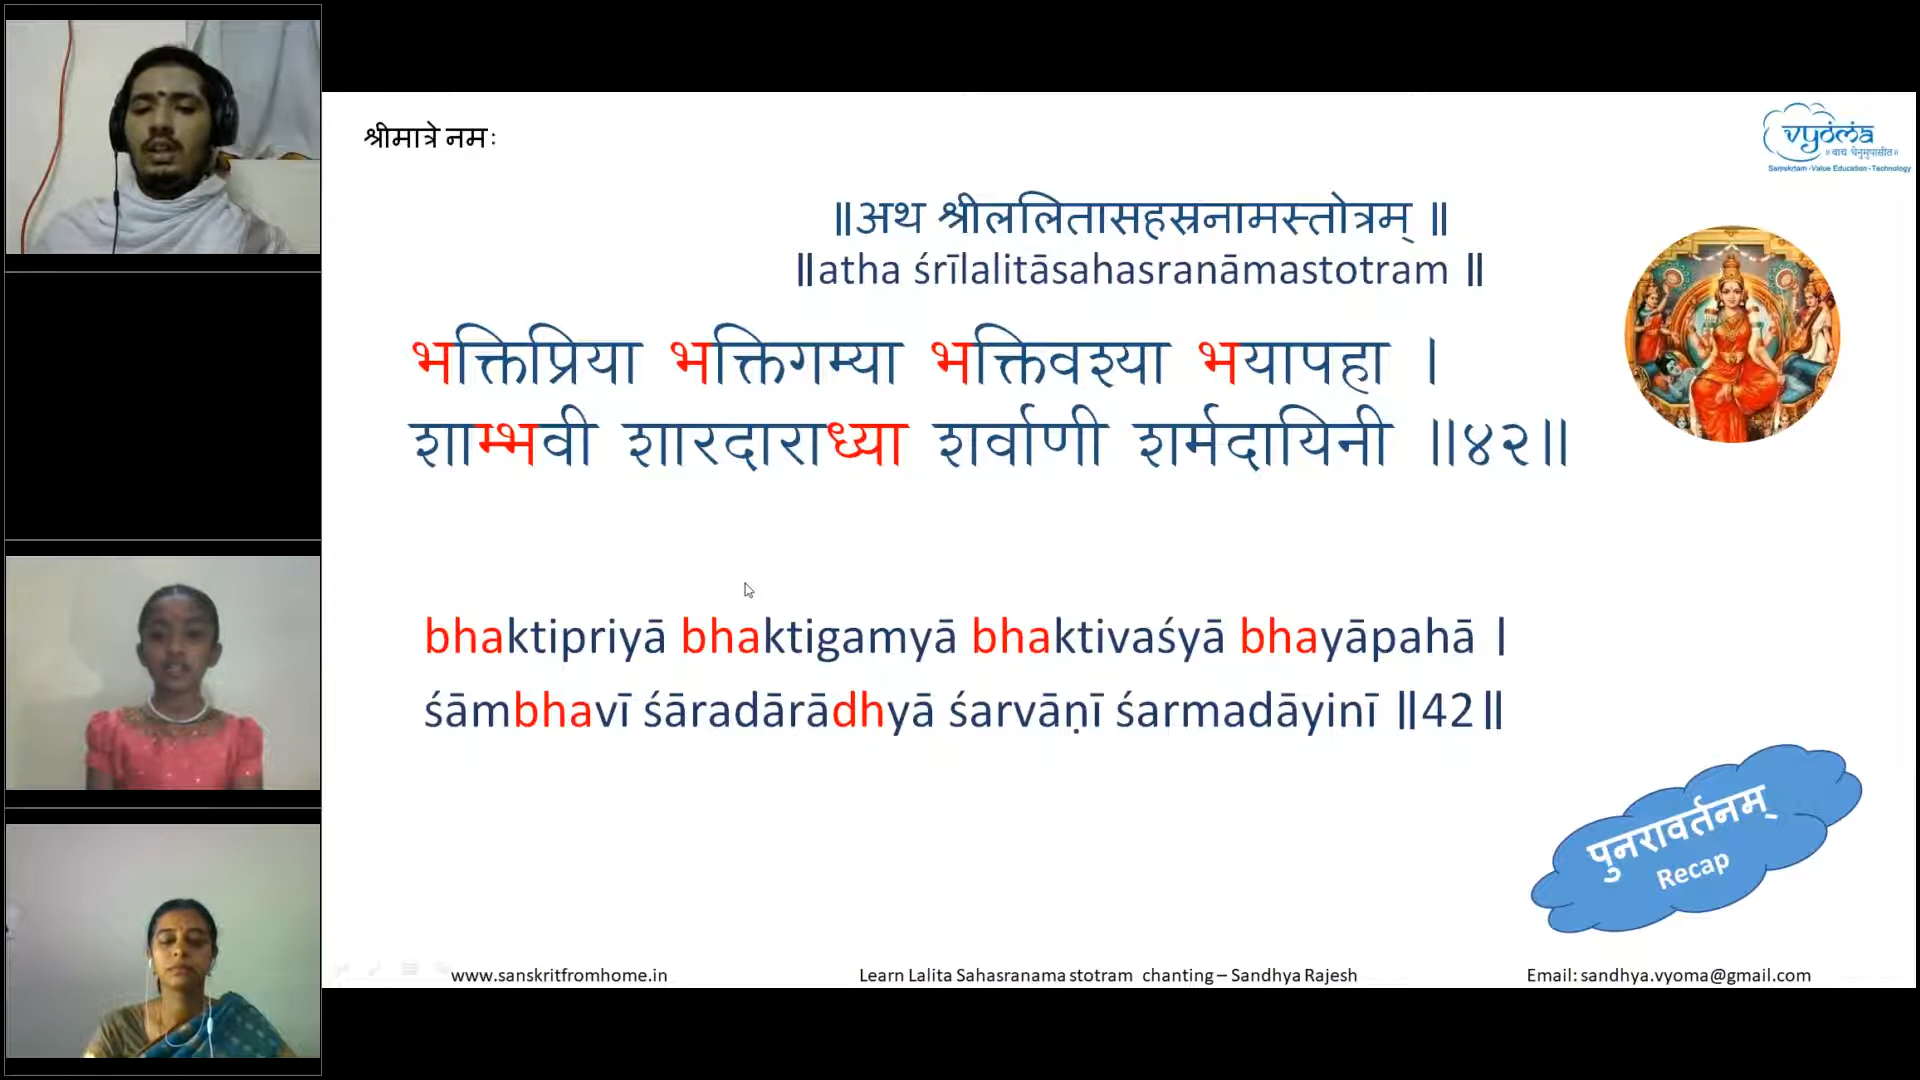 श्रीमात्रे नमः
vyoma
॥ वाचं धेनुमुपासीत॥
Samskrtam - Value Education - Technology
॥अथ श्रीललितासहस्रनामस्तोत्रम् ॥
॥atha śrīlalitāsahasranāmastotram ॥
भक्तिप्रिया भक्तिगम्या भक्तिवश्या भयापहा ।
शाम्भवी शारदाराध्या शर्वाणी शर्मदायिनी ॥४२॥
bhaktipriyā bhaktigamyā bhaktivaśyā bhayāpahā ।
śāmbhavī śāradārādhyā śarvāṇī śarmadāyinī ॥42॥
पुनरावर्तनम्
Recap
www.sanskritfromhome.in Learn Lalita Sahasranama stotram chanting – Sandhya Rajesh Email: sandhya.vyoma@gmail.com